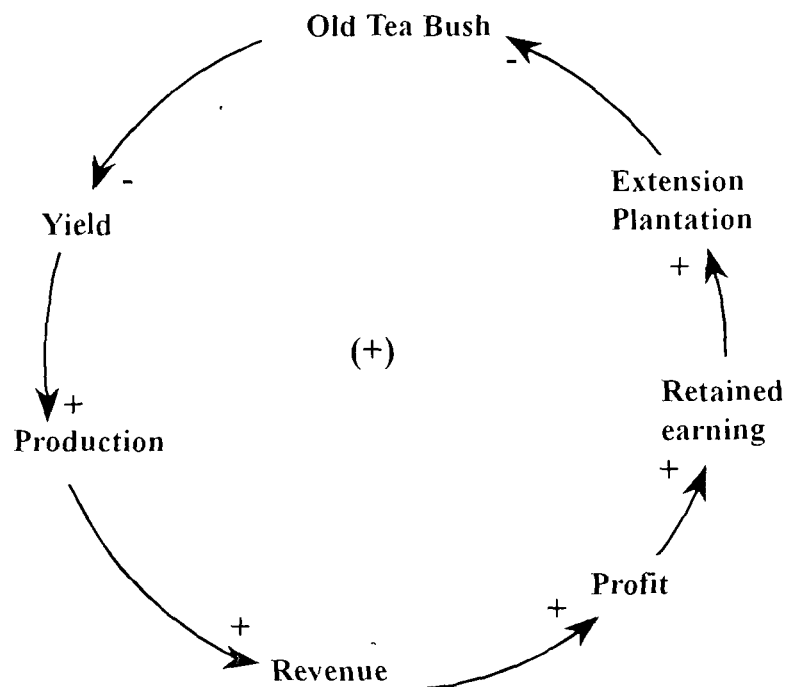 Old Tea Bush
-
-
Extension
Plantation
Yield
+
(+)
Retained
earning
+
Production
+
Profit
+
+
Revenue